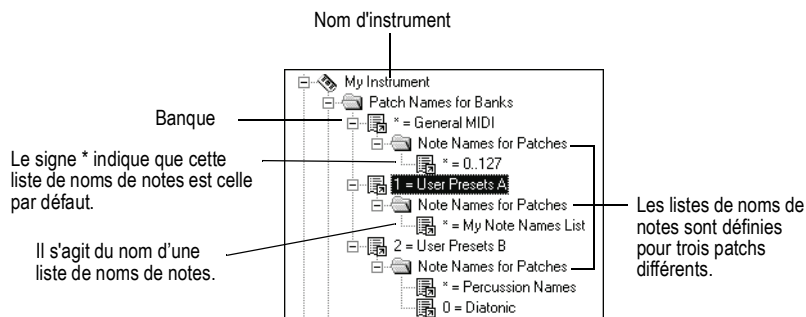 Nom d'instrument
My Instrument
Patch Names for Banks
Banque
* = General MIDI
Note Names for Patches
Le signe * indique que cette
liste de noms de notes est celle
par défaut.
* = 0..127
1 = User Presets A
Note Names for Patches
* = My Note Names List
Les listes de noms de
notes sont définies
pour trois patchs
différents.
Il s'agit du nom d'une
liste de noms de notes.
2 = User Presets B
Note Names for Patches
* = Percussion Names
0 = Diatonic